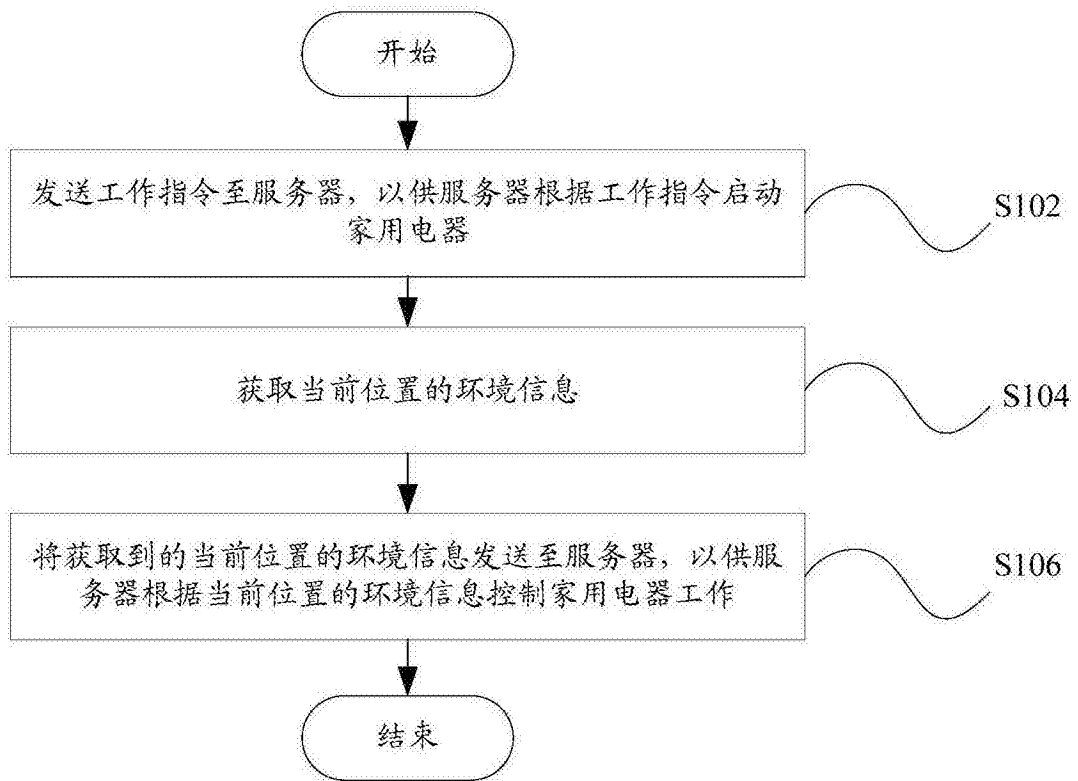 开始
发送工作指令至服务器，以供服务器根据工作指令启动
家用电器
S102
获取当前位置的环境信息
S104
将获取到的当前位置的环境信息发送至服务器，以供服
务器根据当前位置的环境信息控制家用电器工作
S106
结束